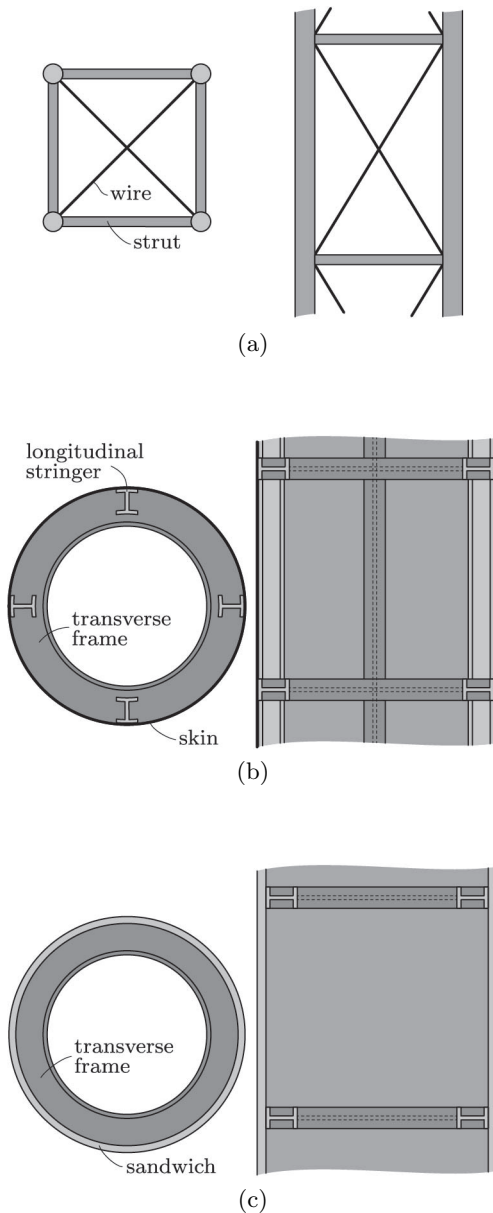 wire
strut
(a)
longitudinal
stringer
transverse
frame
skin
(b)
transverse
frame
sandwich
(c)